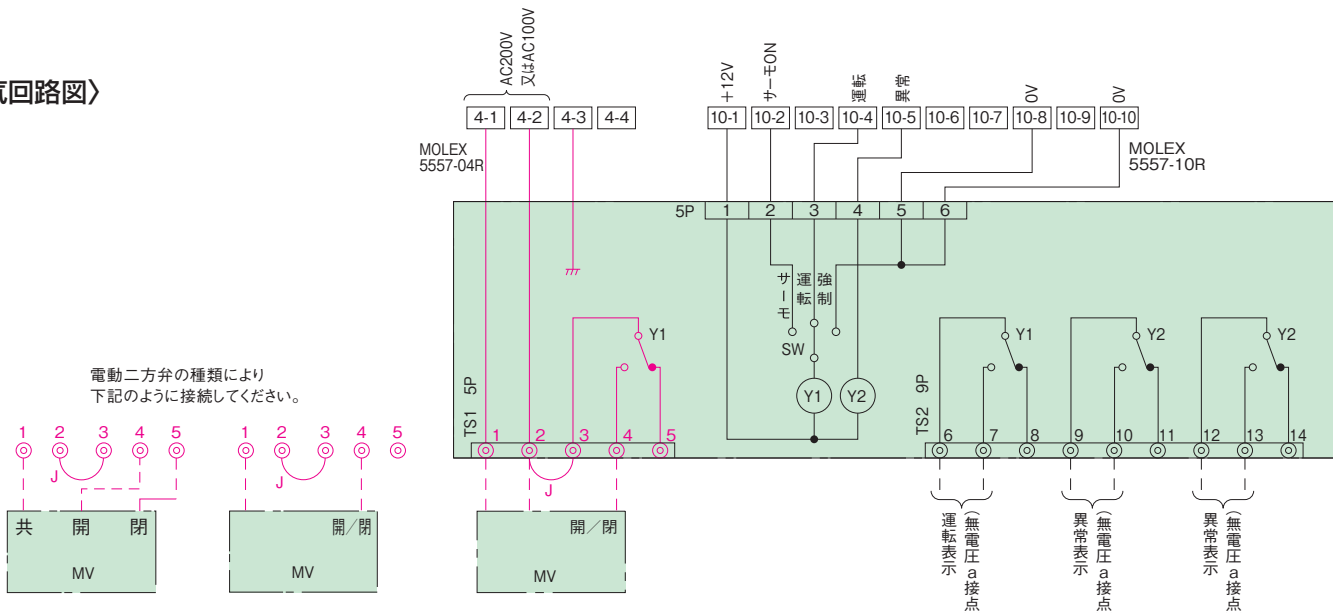 気回路図〉
AC200V
又はAC100V
4-1 4-2 4-3 4-4
MOLEX
5557-04R
+12V
サーモON
運転
異常
0V
0V
10-1 10-2 10-3 10-4 10-5 10-6 10-7 10-8 10-9 10-10
MOLEX
5557-10R
5P 1 2 3 4 5 6
サーモ
運転
強制
SW
Y1 Y2
Y1
Y1
Y2
Y2
TS1 5P
1 2 3 4 5
J
TS2 9P
6 7 8 9 10 11 12 13 14
電動二方弁の種類により
下記のように接続してください。
1 2 3 4 5
J
共 開 閉
MV
1 2 3 4 5
J
開/閉
MV
開/閉
MV
運転表示
(無電圧a接点
異常表示
(無電圧a接点
異常表示
(無電圧a接点